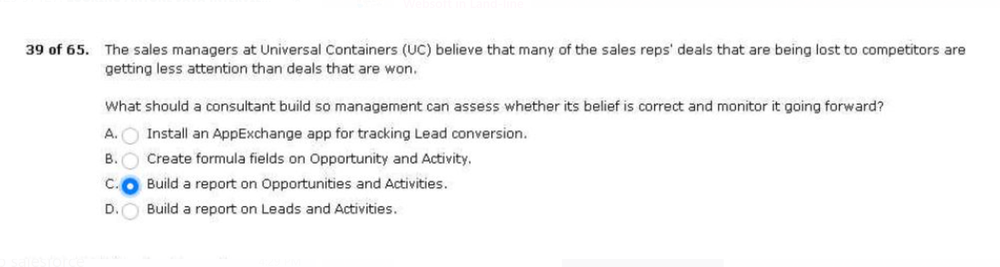 Websoft m Land-line
39 of 65. The sales managers at Universal Containers (UC) believe that many of the sales reps' deals that are being lost to competitors are
getting less attention than deals that are won.
What should a consultant build so management can assess whether its belief is correct and monitor it going forward?
A. Install an AppExchange app for tracking Lead conversion.
B. Create formula fields on Opportunity and Activity.
C. Build a report on Opportunities and Activities.
D. Build a report on Leads and Activities.
salesforce